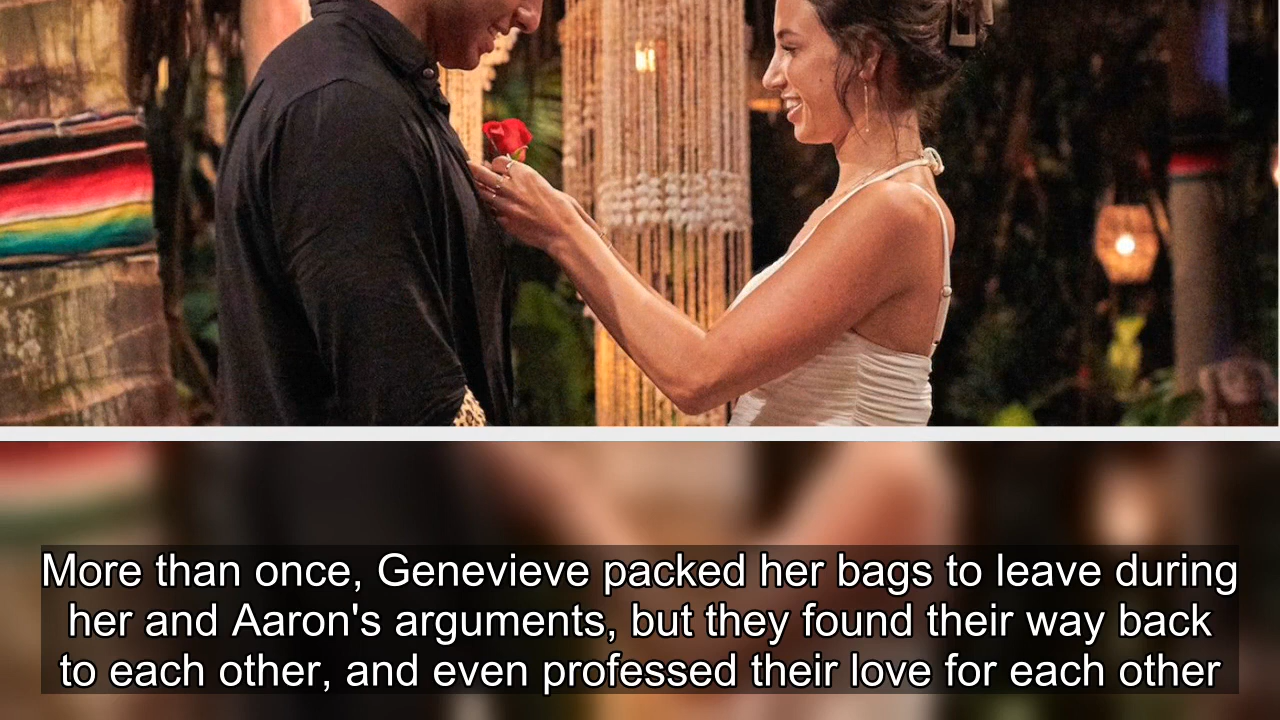 More than once, Genevieve packed her bags to leave during
her and Aaron's arguments, but they found their way back
to each other, and even professed their love for each other